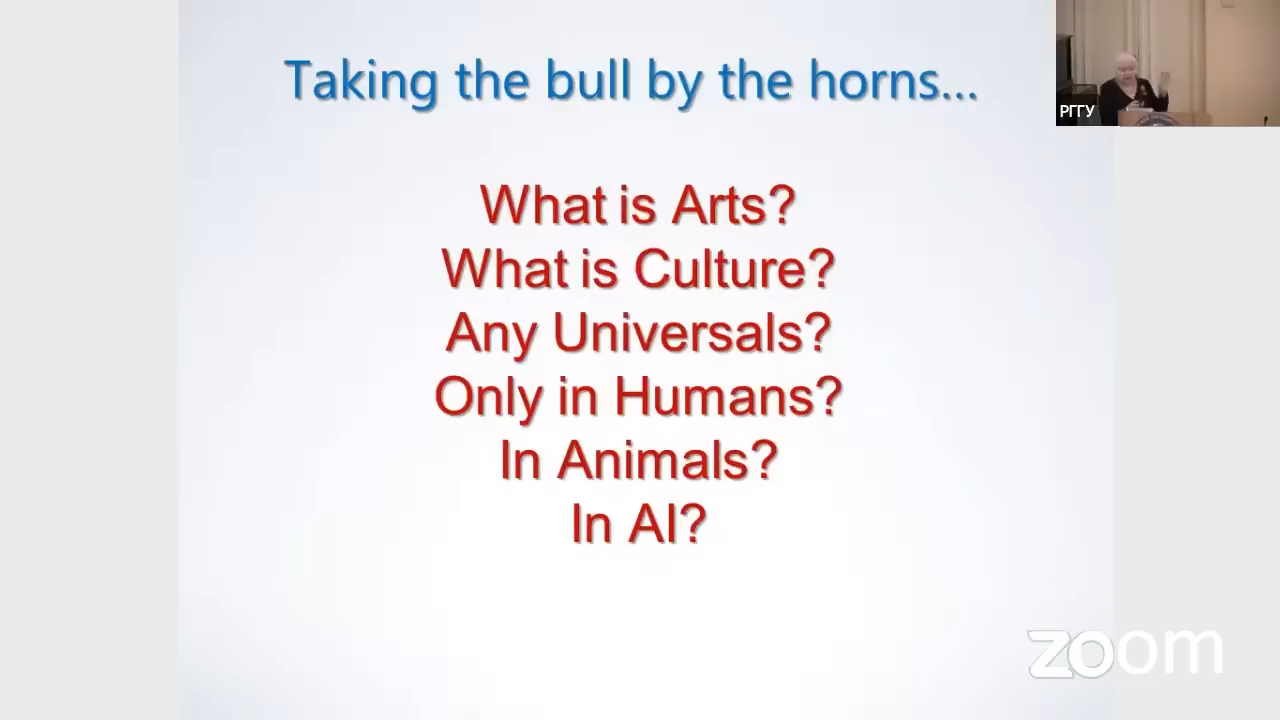 Taking the bull by the horns...
РГГУ
What is Arts?
What is Culture?
Any Universals?
Only in Humans?
In Animals?
In AI?
zoom